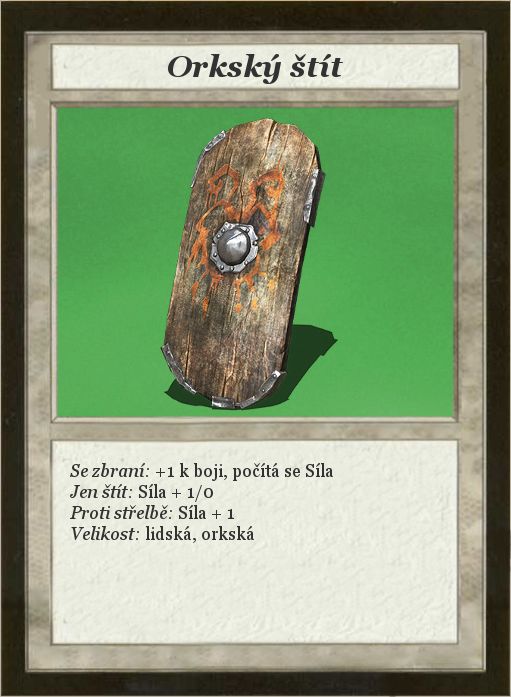 Orkský štít
Se zbraní: +1 k boji, počítá se Síla
Jen štít: Síla + 1/0
Proti střelbě: Síla + 1
Velikost: lidská, orkská